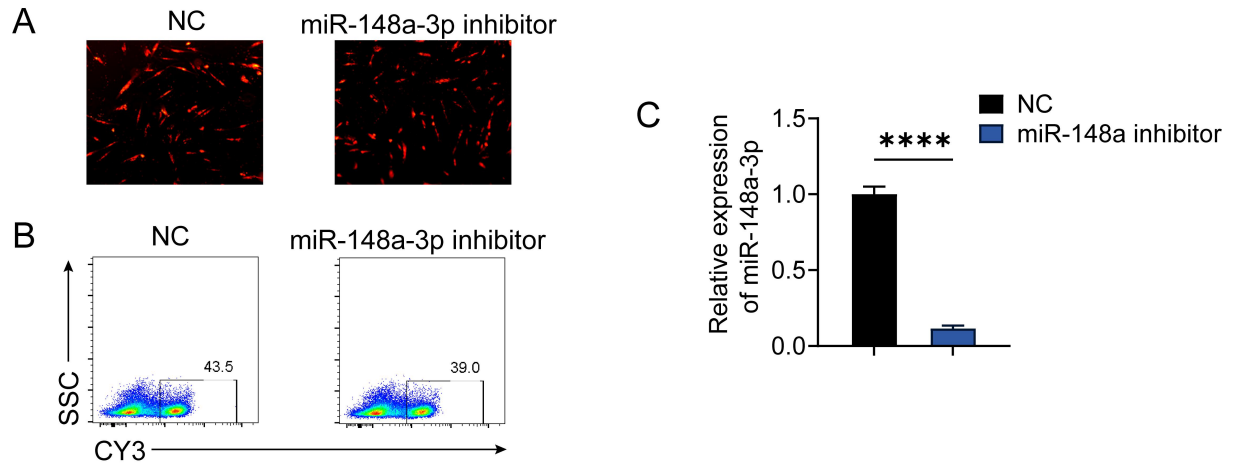 A
NC
miR-148a-3p inhibitor
B
NC
miR-148a-3p inhibitor
43.5
39.0
SSC
CY3
C
NC
miR-148a inhibitor
Relative expression
of miR-148a-3p
1.5
1.0
0.5
0.0
****